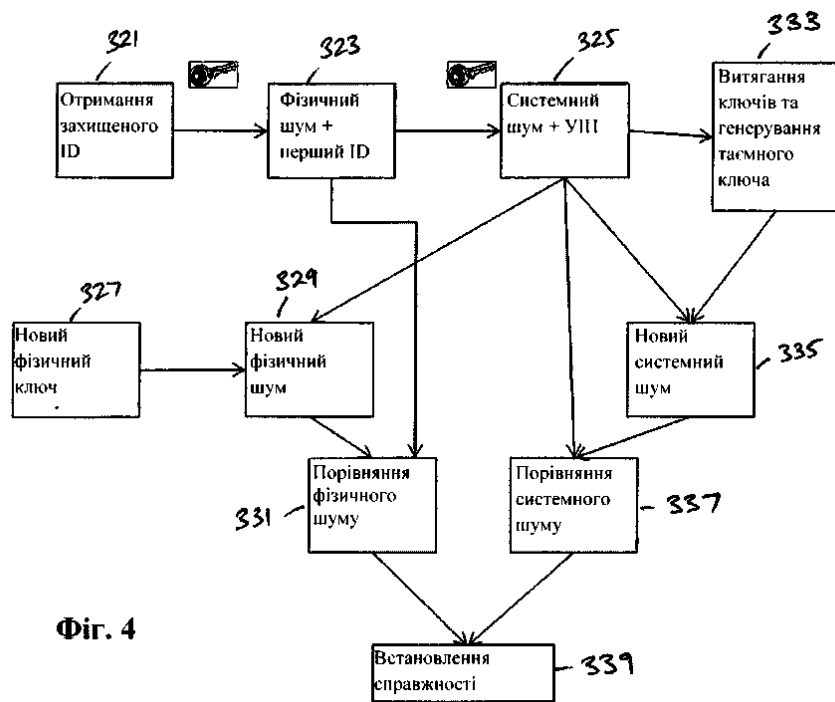 321
323
325
333
Отримання
захищеного
ID
Фізичний
шум +
перший ID
Системний
шум + УІП
Витягання
ключів та
генерування
таємного
ключа
327
329
Новий
фізичний
ключ
Новий
фізичний
шум
Новий
системний
шум
335
Порівняння
фізичного
шуму
331
Порівняння
системного
шуму
337
Фіг. 4
Встановлення
справжності
339